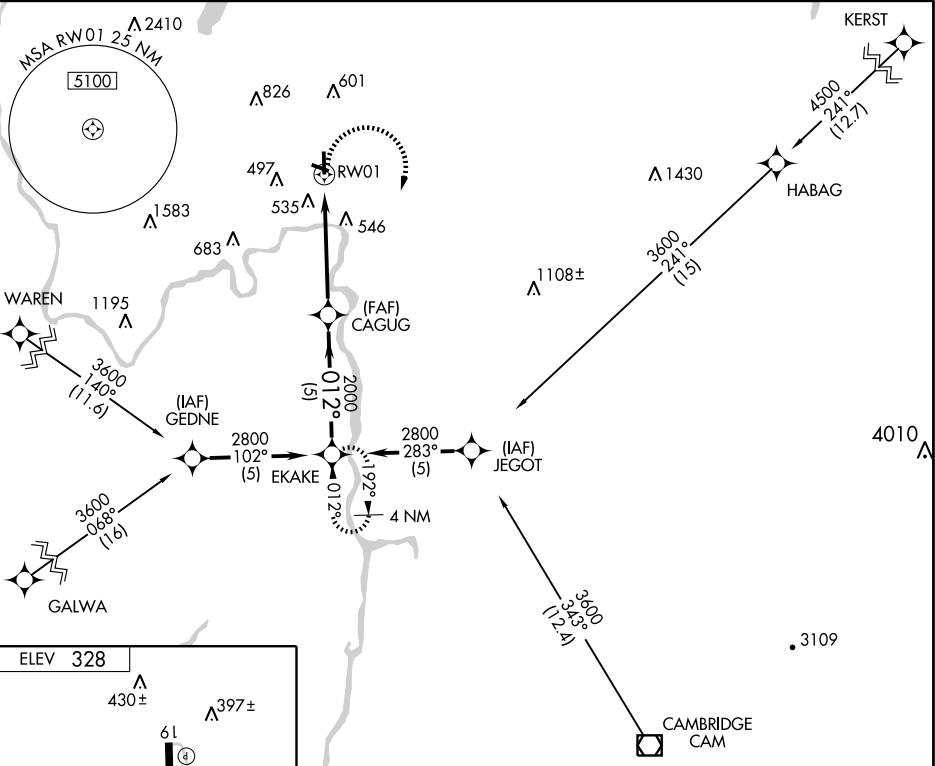 2410
MSA RW01 25 NM
5100
KERST
4500
241°
(12.7)
826
601
497
RW01
1430
HABAG
535
546
1583
683
3600
241°
(15)
1108±
WAREN
1195
(FAF)
CAGUG
3600
140°
(11.6)
2000
012°
(5)
(IAF)
GEDNE
2800
102°
(5)
EKAKE
2800
283°
(5)
(IAF)
JEGOT
4010
192°
012°
4 NM
3600
068°
(16)
GALWA
3600
343°
(12.4)
3109
ELEV 328
430±
397±
19
P
CAMBRIDGE
CAM